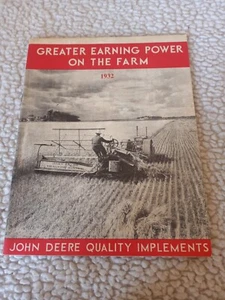 GREATER EARNING POWER
ON THE FARM
1932
JOHN DEERE QUALITY IMPLEMENTS